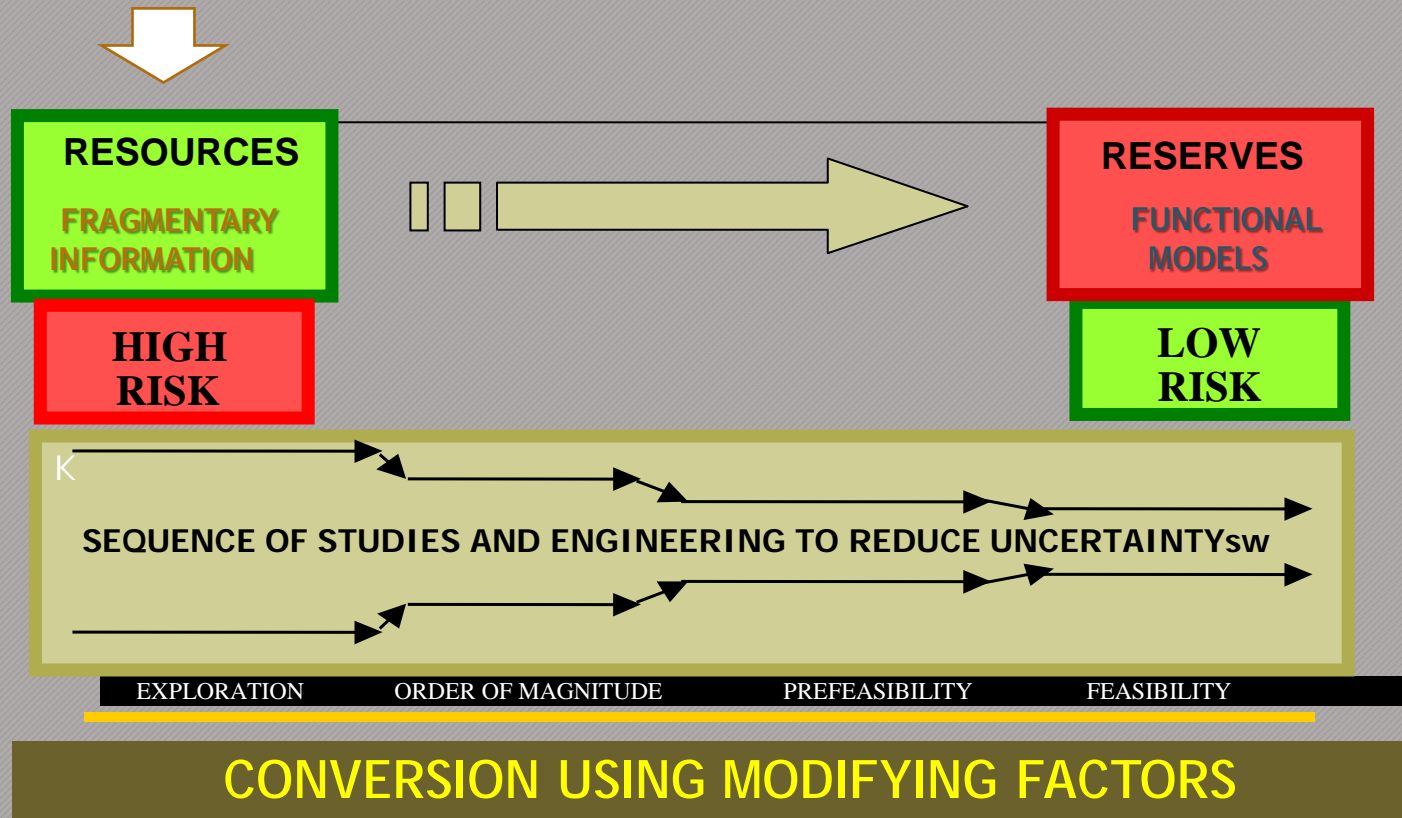 RESOURCES
FRAGMENTARY
INFORMATION
HIGH
RISK
RESERVES
FUNCTIONAL
MODELS
LOW
RISK
K
SEQUENCE OF STUDIES AND ENGINEERING TO REDUCE UNCERTAINTYsw
EXPLORATION ORDER OF MAGNITUDE PREFEASIBILITY FEASIBILITY
CONVERSION USING MODIFYING FACTORS